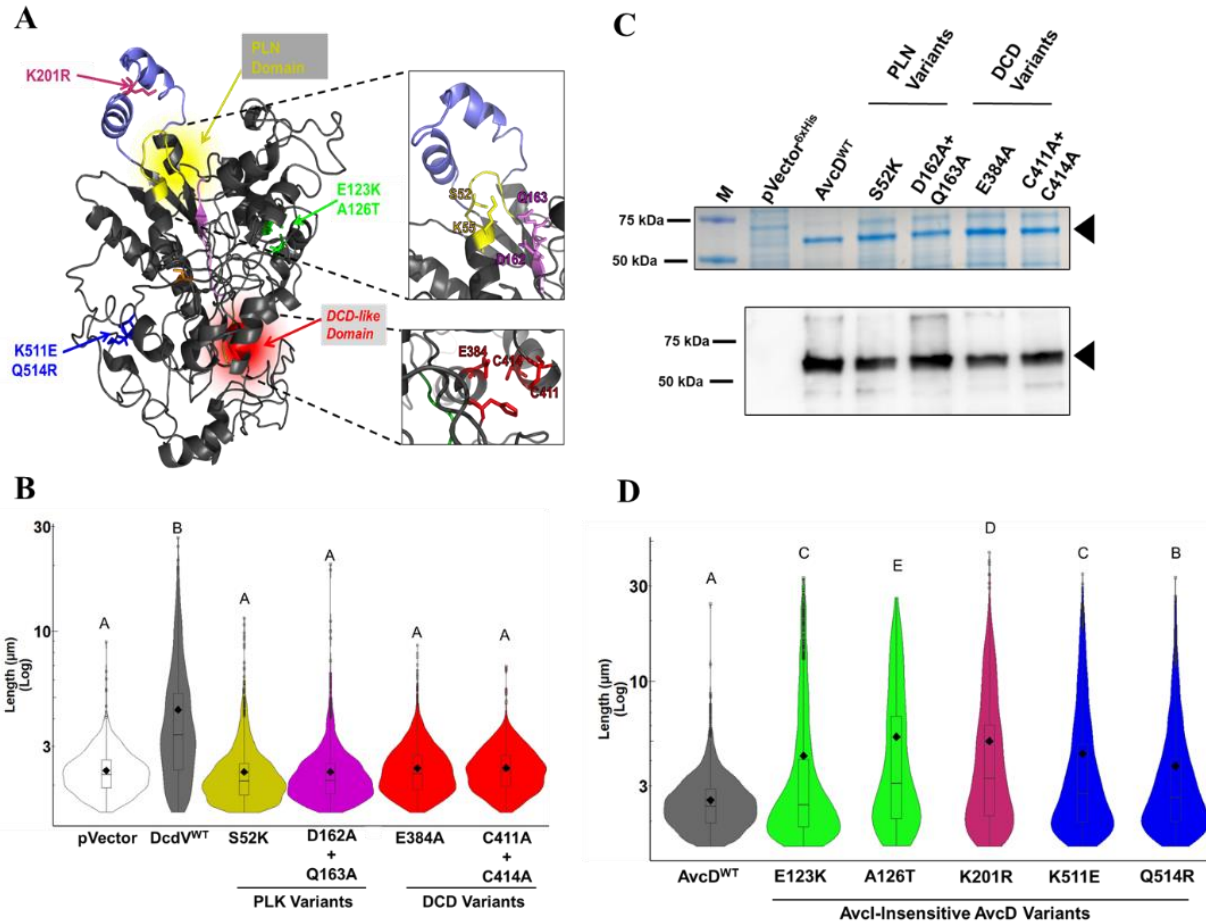 A
K201R
PLN
Domain
E123K
A126T
K511E
Q514R
DCD-like
Domain
S52
K55
Q163
D162
E384
C414
C411
C
PLN
Variants
DCD
Variants
M
pVector6xHis
AvcDWT
S52K
D162A+
Q163A
E384A
C411A+
C414A
75 kDa
50 kDa
75 kDa
50 kDa
B
Length (µm)
(Log)
30
10
3
A
B
A
A
A
A
pVector
DcdVWT
S52K
D162A
+
Q163A
E384A
C411A
+
C414A
PLK Variants
DCD Variants
D
Length (µm)
(Log)
30
10
3
A
C
E
D
C
B
AvcDWT
E123K
A126T
K201R
K511E
Q514R
AvcI-Insensitive AvcD Variants